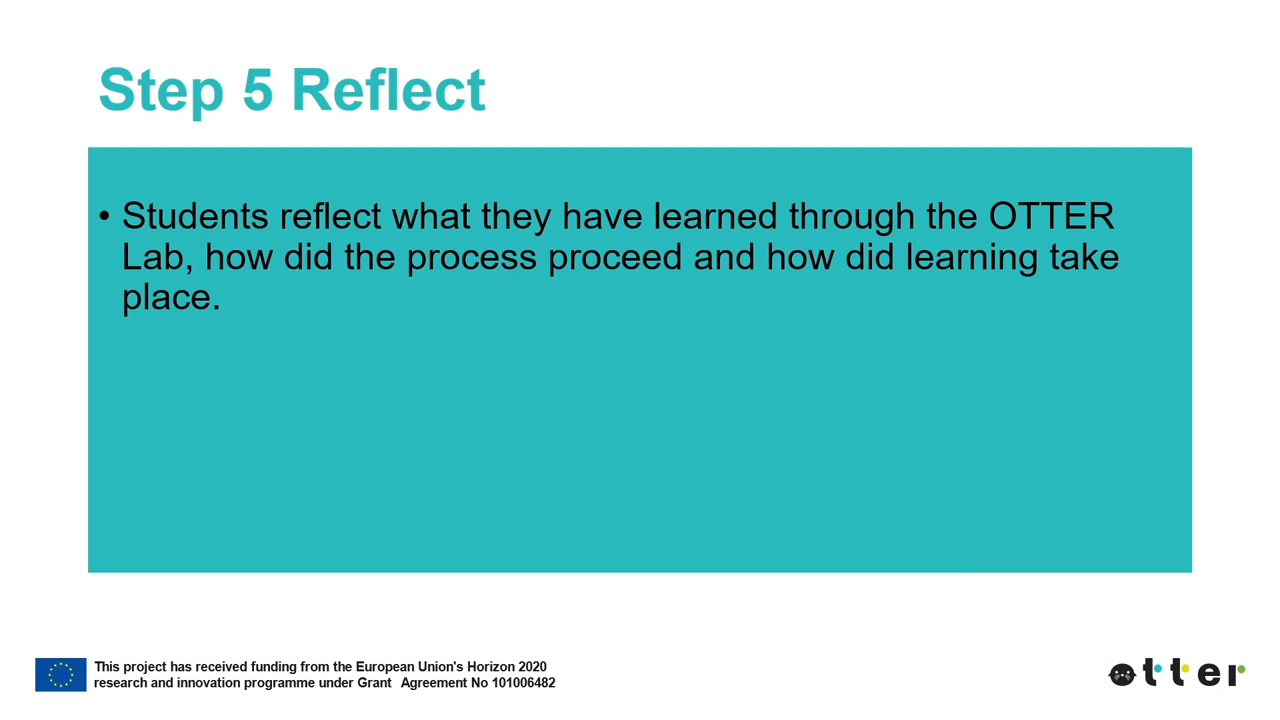 Step 5 Reflect
• Students reflect what they have learned through the OTTER
Lab, how did the process proceed and how did learning take
place.
This project has received funding from the European Union's Horizon 2020
research and innovation programme under Grant Agreement No 101006482
otter